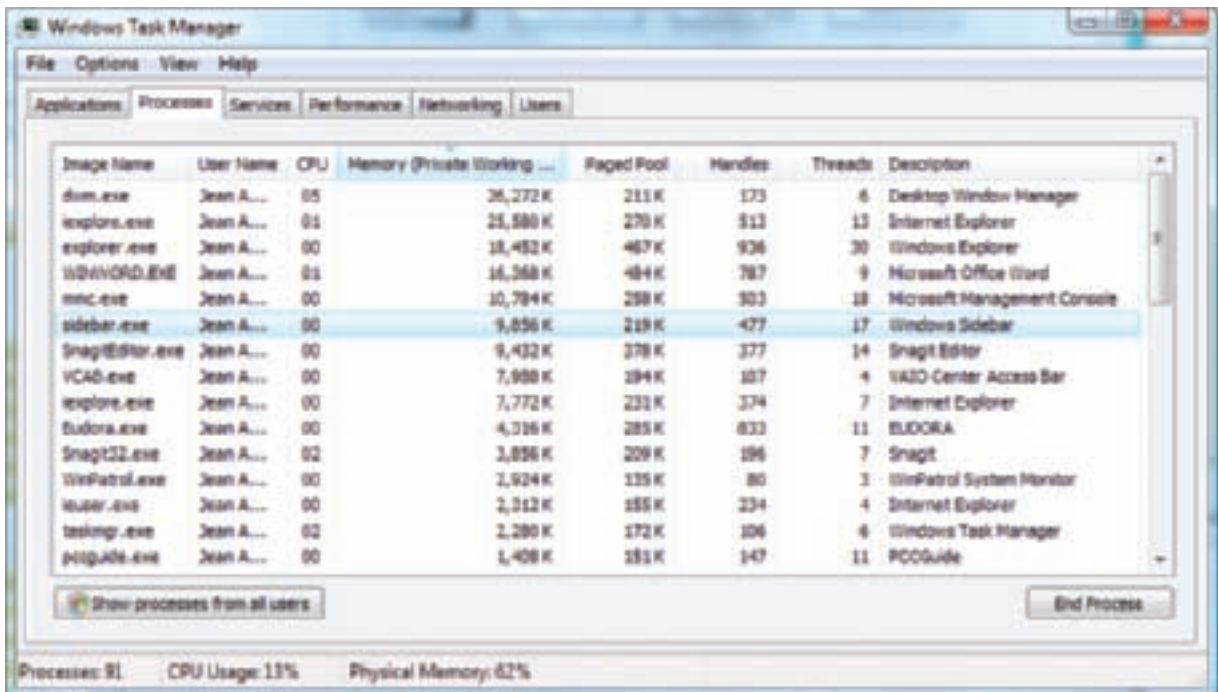 Windows Task Manager
File Options View Help
Applications Processes Services Performance Networking Users
Image Name User Name CPU Memory (Private Working ... Paged Pool Handles Threads Description
dwm.exe Jean A... 05 26,272 K 211 K 173 6 Desktop Window Manager
iexplore.exe Jean A... 01 25,580 K 270 K 513 13 Internet Explorer
explorer.exe Jean A... 00 18,452 K 467 K 936 30 Windows Explorer
WINWORD.EXE Jean A... 01 16,368 K 484 K 787 9 Microsoft Office Word
mmc.exe Jean A... 00 10,784 K 258 K 503 18 Microsoft Management Console
sidebar.exe Jean A... 00 9,856 K 219 K 477 17 Windows Sidebar
SnagitEditor.exe Jean A... 00 9,432 K 378 K 377 14 Snagit Editor
VCAB.exe Jean A... 00 194 K 107 4 VAIO Center Access Bar
iexplore.exe Jean A... 00 7,772 K 231 K 374 7 Internet Explorer
Eudora.exe Jean A... 00 4,316 K 285 K 833 11 EUDORA
Snagit32.exe Jean A... 02 3,856 K 209 K 196 7 Snagit
WinPatrol.exe Jean A... 00 2,924 K 135 K 80 3 WinPatrol System Monitor
ieuser.exe Jean A... 00 2,312 K 155 K 234 4 Internet Explorer
taskmgr.exe Jean A... 02 2,280 K 172 K 106 6 Windows Task Manager
pccguide.exe Jean A... 00 1,408 K 151 K 147 11 PCCGuide
Show processes from all users End Process
Processes: 91 CPU Usage: 13% Physical Memory: 62%